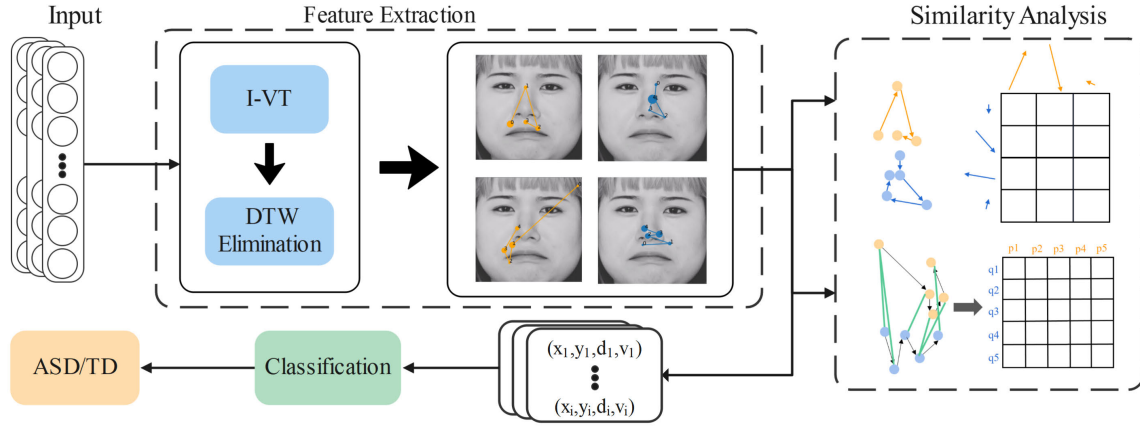 Input
Feature Extraction
Similarity Analysis
I-VT
DTW
Elimination
p1 p2 p3 p4 p5
q1
q2
q3
q4
q5
ASD/TD
Classification
(x₁,y₁,d₁,v₁)
(xᵢ,yᵢ,dᵢ,vᵢ)